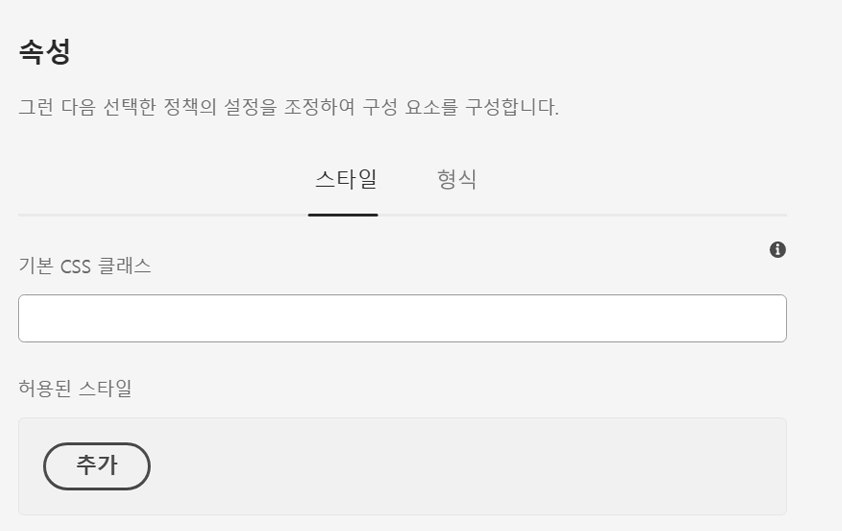 속성
그런 다음 선택한 정책의 설정을 조정하여 구성 요소를 구성합니다.
스타일 형식
기본 CSS 클래스
허용된 스타일
추가